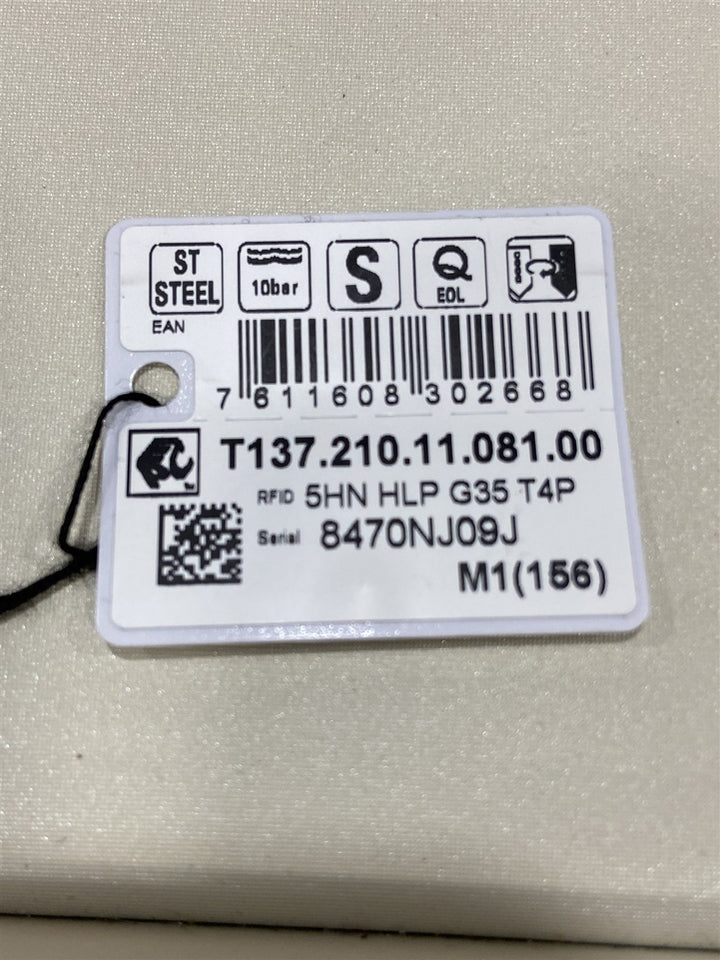 ST STEEL
10bar
S
Q EOL
EAN
7 611608 302668
T137.210.11.081.00
RFID 5HN HLP G35 T4P
Serial 8470NJ09J
M1(156)